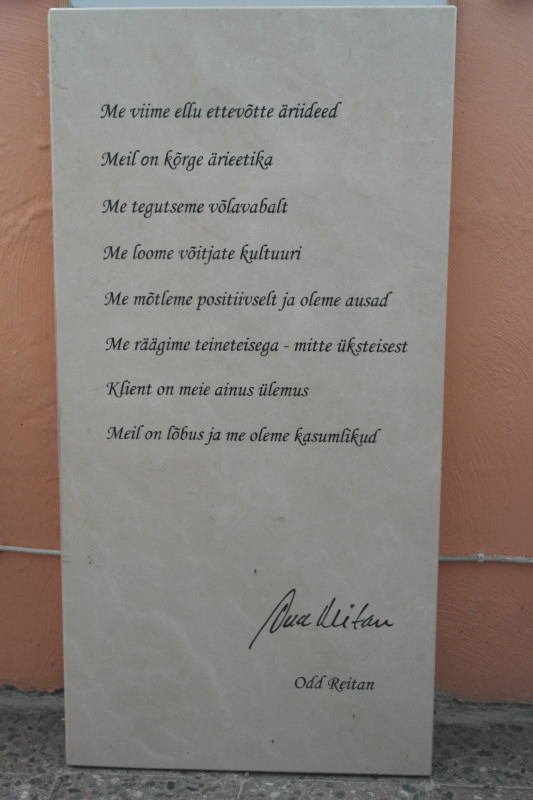 Me viime ellu ettevõtte äriideed
Meil on kõrge ärieetika
Me tegutseme võlavabalt
Me loome võitjate kultuuri
Me mõtleme positiivselt ja oleme ausad
Me räägime teineteisega - mitte üksteisest
Klient on meie ainus ülemus
Meil on lõbus ja me oleme kasumlikud
Odd Reitan
Odd Reitan